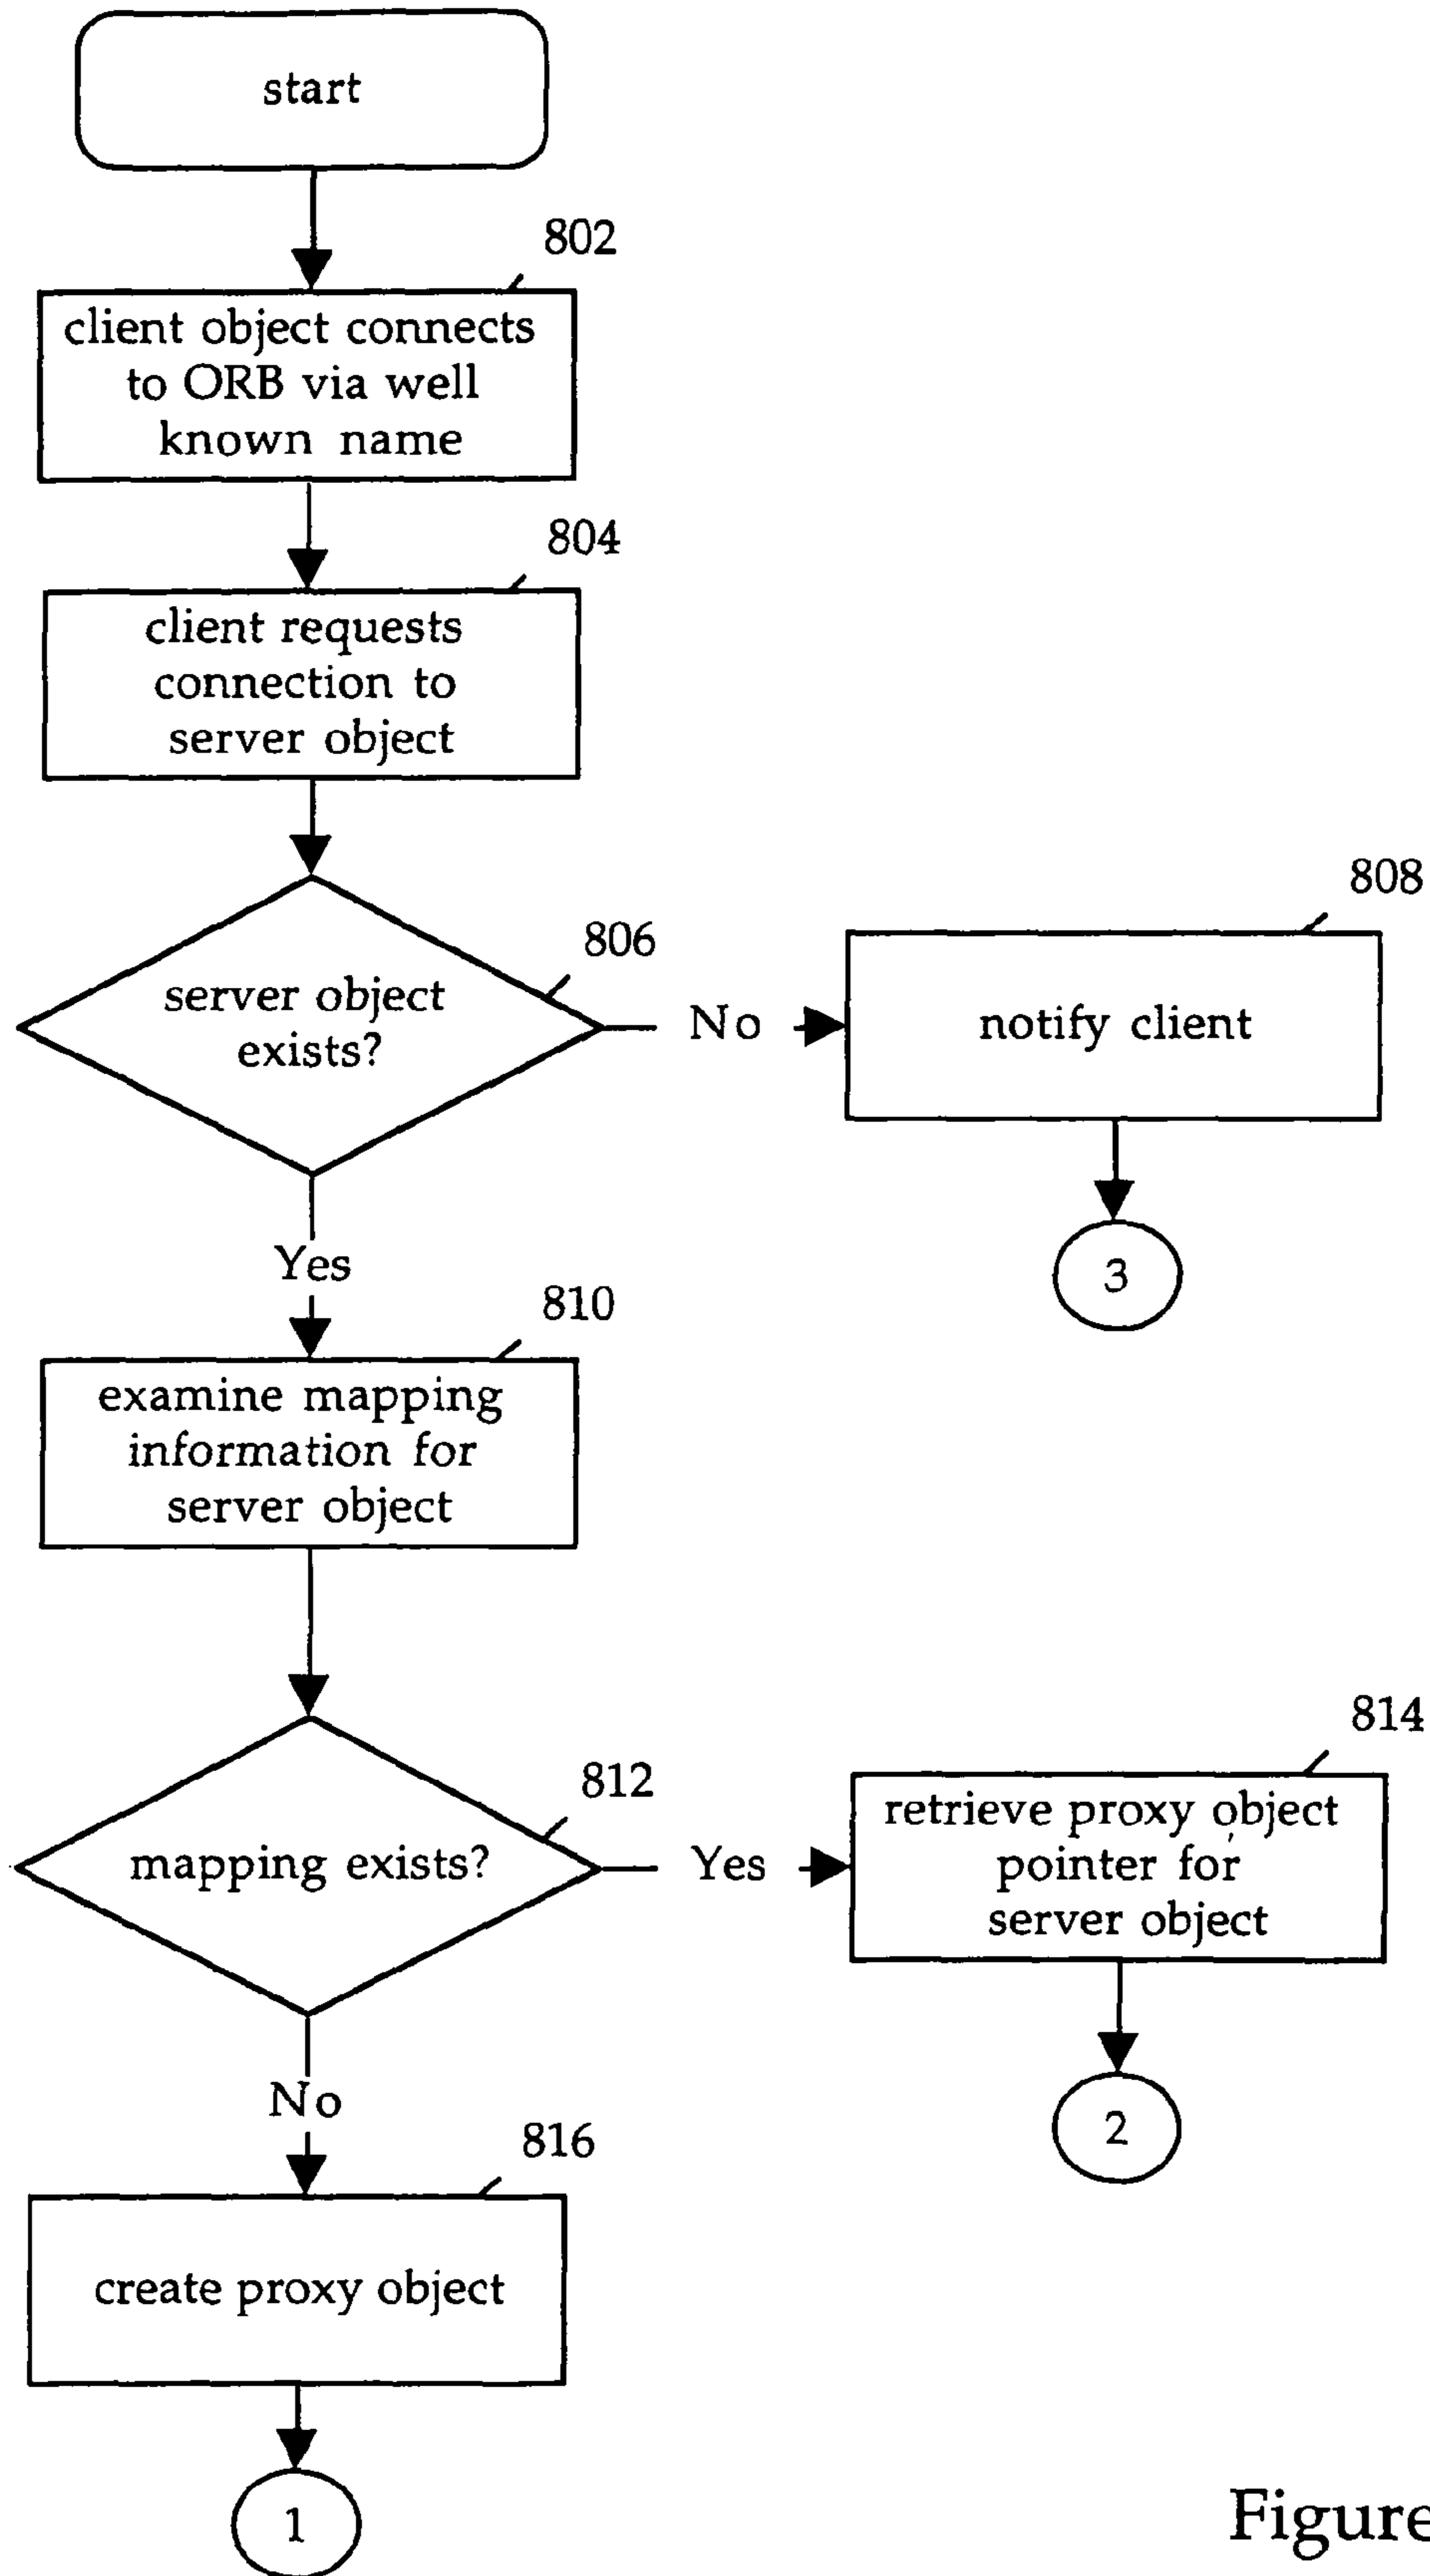 start
802
client object connects
to ORB via well
known name
804
client requests
connection to
server object
806
server object
exists?
No
808
notify client
3
Yes
810
examine mapping
information for
server object
812
mapping exists?
Yes
814
retrieve proxy object
pointer for
server object
2
No
816
create proxy object
1
Figure